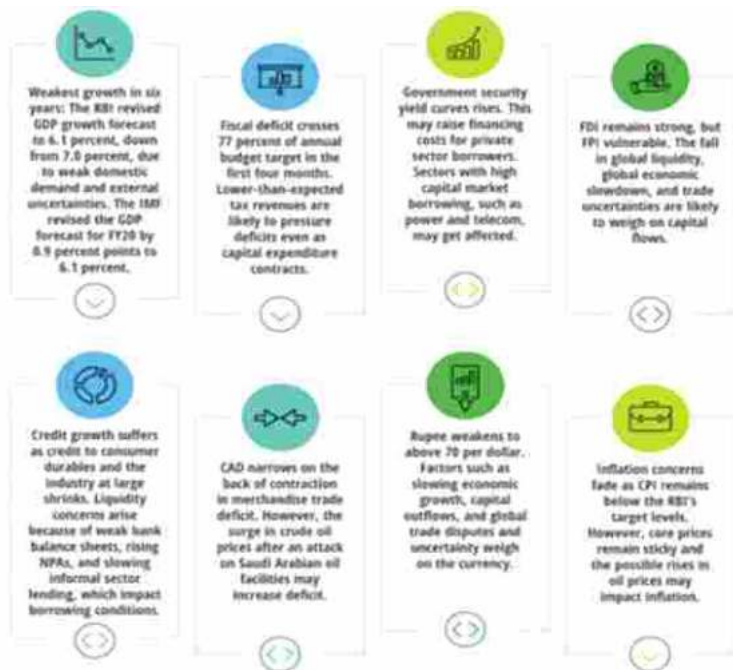 Weakest growth in six
years: The RBI revised
GDP growth forecast
to 6.1 percent, down
from 7.0 percent, due
to weak domestic
demand and external
uncertainties. The IMF
revised the GDP
forecast for FY20 by
0.9 percent points to
6.1 percent.
Fiscal deficit crosses
77 percent of annual
budget target in the
first four months.
Lower-than-expected
tax revenues are
likely to pressure
deficits even as
capital expenditure
contracts.
Government security
yield curves rises. This
may raise financing
costs for private
sector borrowers.
Sectors with high
capital market
borrowing, such as
power and telecom,
may get affected.
FDI remains strong, but
FPI vulnerable. The fall
in global liquidity,
global economic
slowdown, and trade
uncertainties are likely
to weigh on capital
flows.
Credit growth suffers
as credit to consumer
durables and the
industry at large
shrinks. Liquidity
concerns arise
because of weak bank
balance sheets, rising
NPAs, and slowing
informal sector
lending, which impact
borrowing conditions.
CAD narrows on the
back of contraction
in merchandise trade
deficit. However, the
surge in crude oil
prices after an attack
on Saudi Arabian oil
facilities may
increase deficit.
Rupee weakens to
above 70 per dollar.
Factors such as
slowing economic
growth, capital
outflows, and global
trade disputes and
uncertainty weigh
on the currency.
Inflation concerns
fade as CPI remains
below the RBI's
target levels.
However, core prices
remain sticky and
the possible rises in
oil prices may
impact inflation.